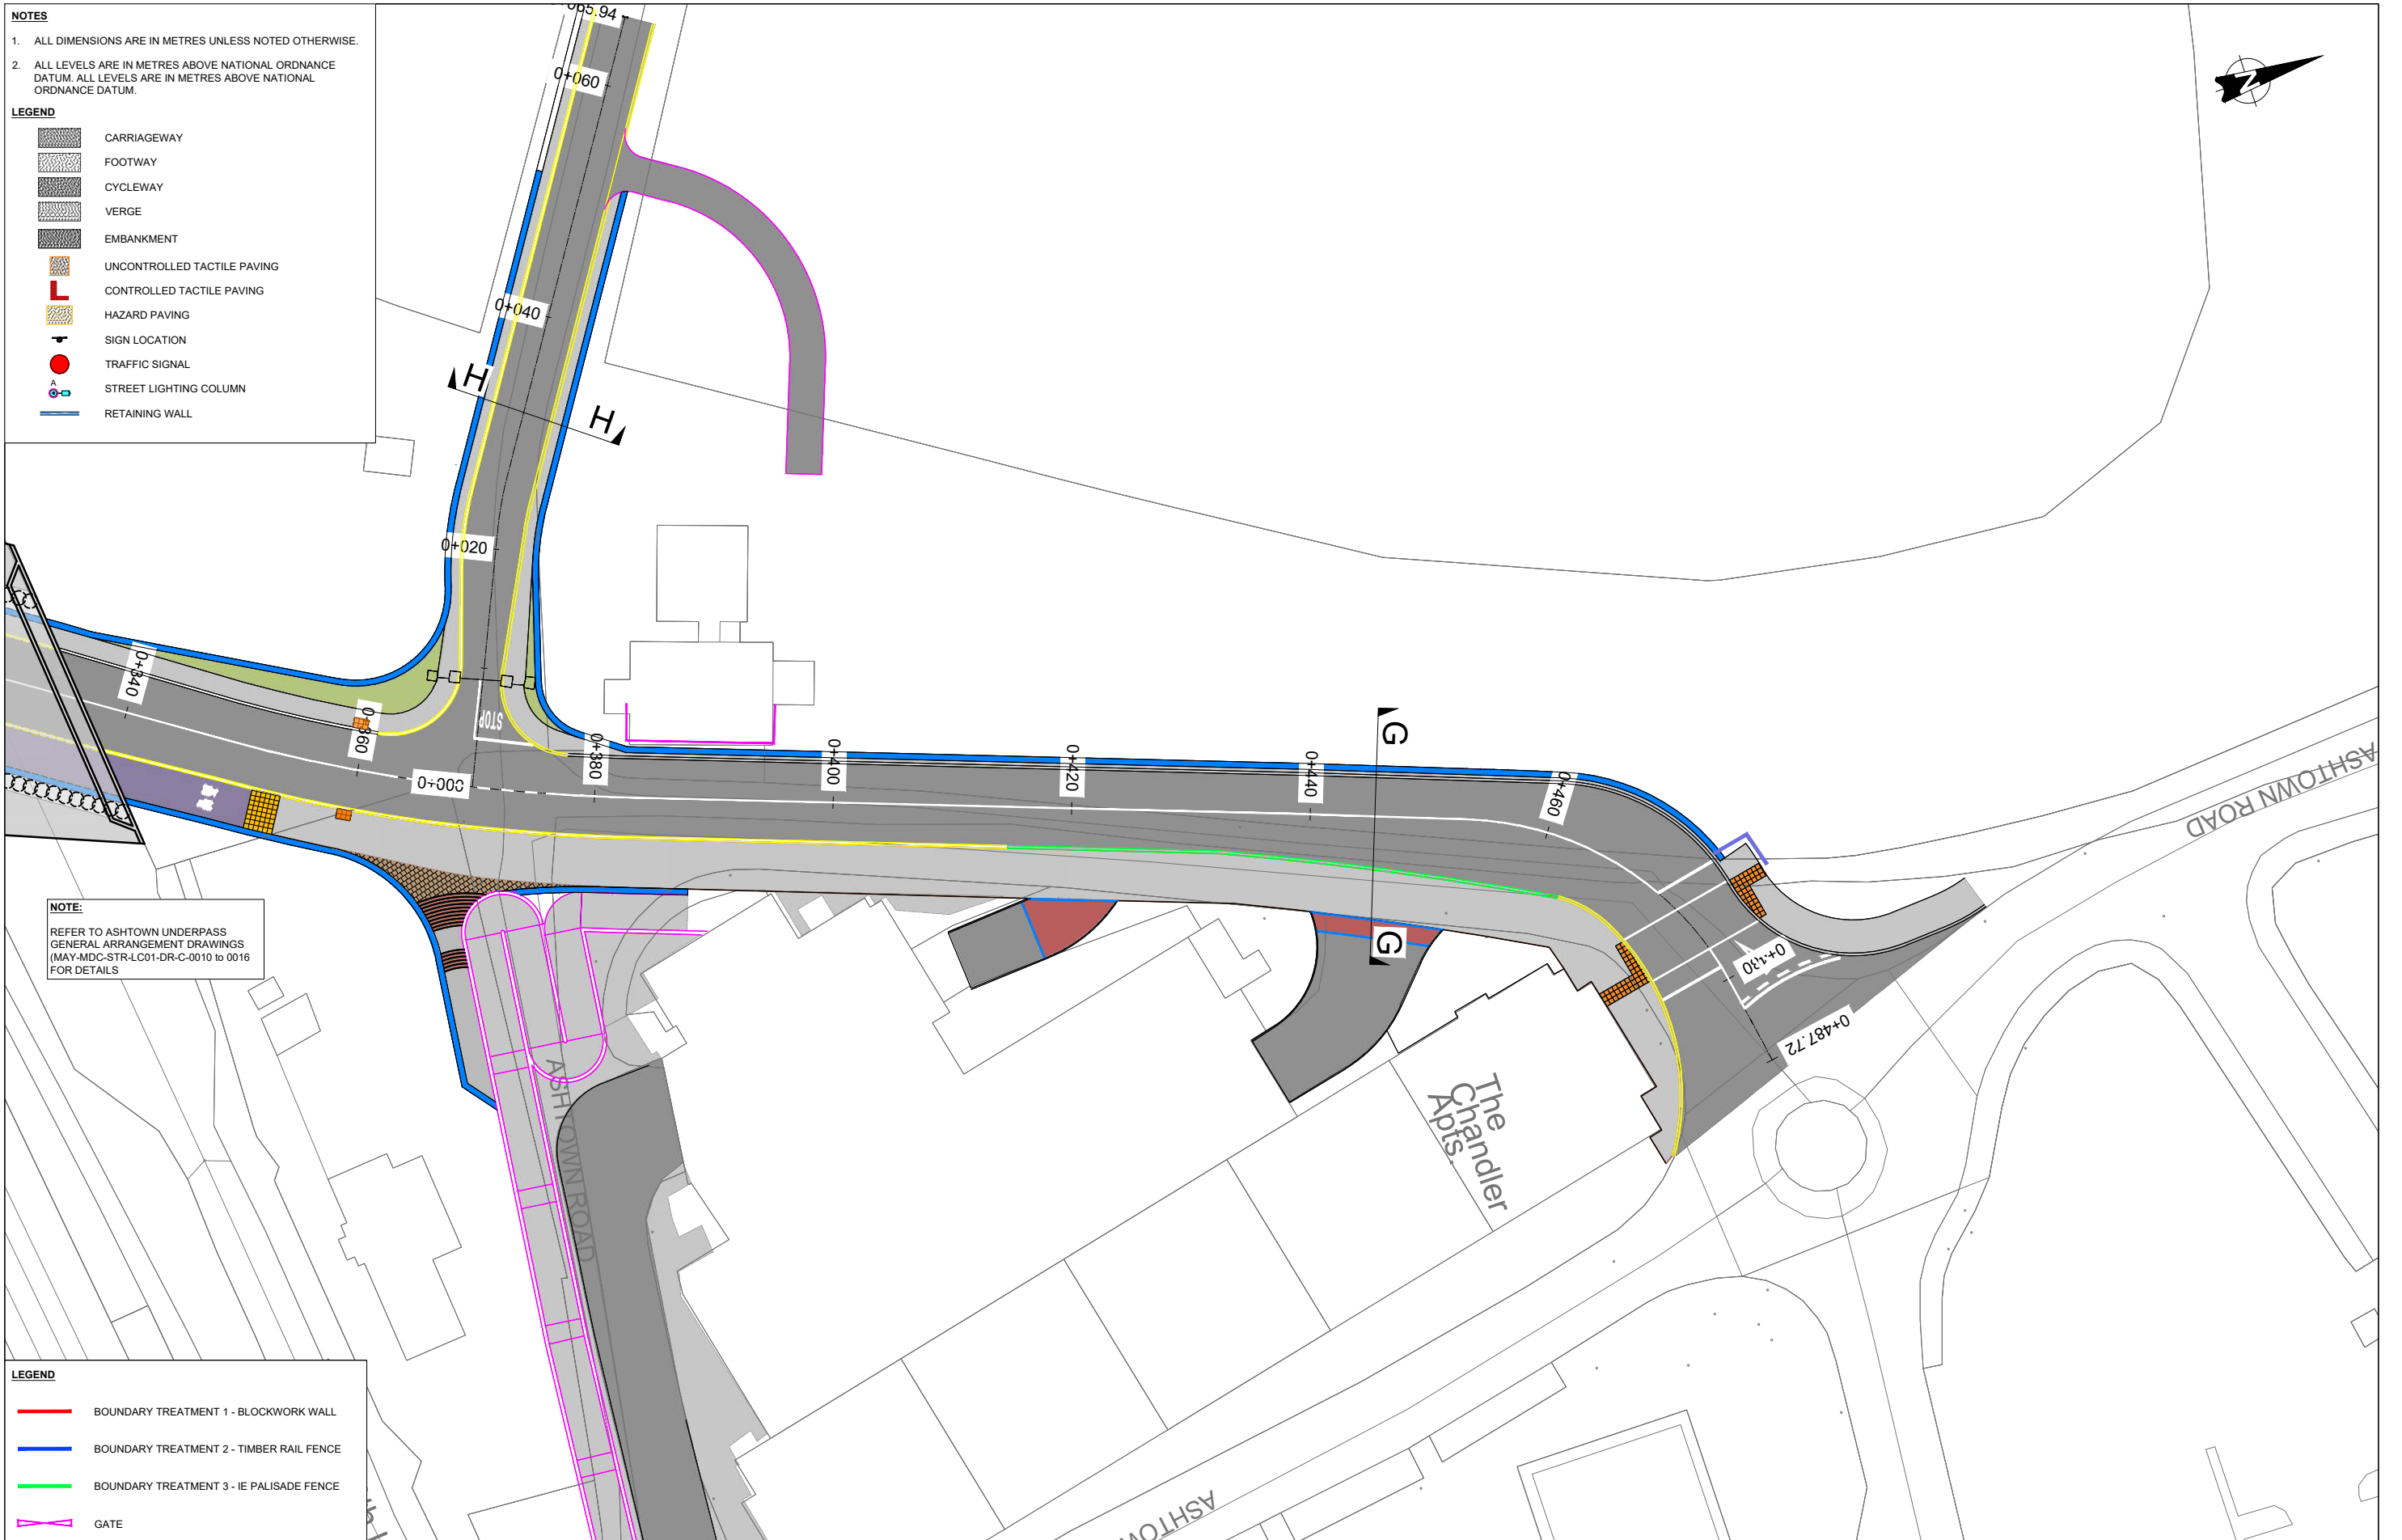 NOTES
1. ALL DIMENSIONS ARE IN METRES UNLESS NOTED OTHERWISE.
2. ALL LEVELS ARE IN METRES ABOVE NATIONAL ORDNANCE
DATUM. ALL LEVELS ARE IN METRES ABOVE NATIONAL
ORDNANCE DATUM.
LEGEND
CARRIAGEWAY
FOOTWAY
CYCLEWAY
VERGE
EMBANKMENT
UNCONTROLLED TACTILE PAVING
CONTROLLED TACTILE PAVING
HAZARD PAVING
SIGN LOCATION
TRAFFIC SIGNAL
A
STREET LIGHTING COLUMN
RETAINING WALL
0+060
0+040
H
H
0+020
N
0+340
0+360
STOP
0+000
0+380
0+400
0+420
0+440
G
G
0+460
0+487.72
ASHTOWN ROAD
ASHTOWN ROAD
The
Chandler
Apts.
NOTE:
REFER TO ASHTOWN UNDERPASS
GENERAL ARRANGEMENT DRAWINGS
(MAY-MDC-STR-LC01-DR-C-0010 to 0016
FOR DETAILS
LEGEND
BOUNDARY TREATMENT 1 - BLOCKWORK WALL
BOUNDARY TREATMENT 2 - TIMBER RAIL FENCE
BOUNDARY TREATMENT 3 - IE PALISADE FENCE
GATE